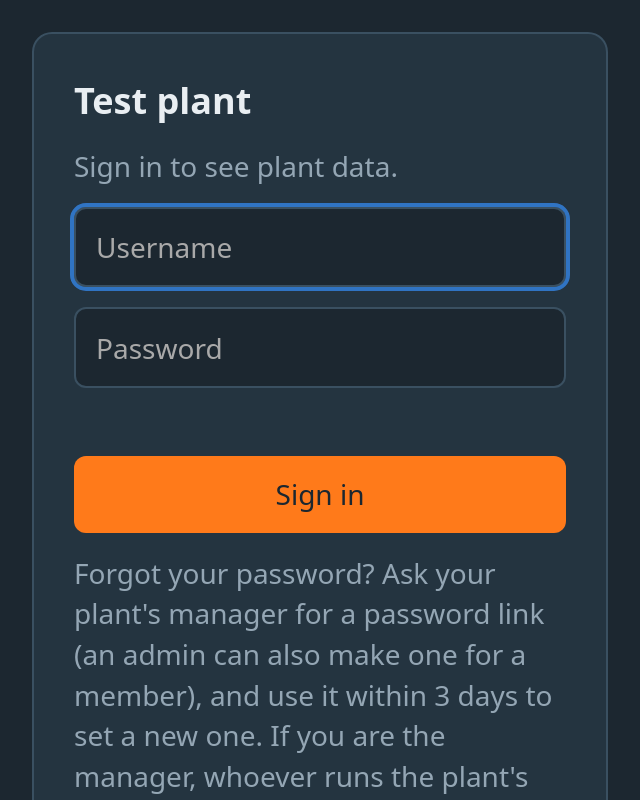 Test plant
Sign in to see plant data.
Username
Password
Sign in
Forgot your password? Ask your
plant's manager for a password link
(an admin can also make one for a
member), and use it within 3 days to
set a new one. If you are the
manager, whoever runs the plant's